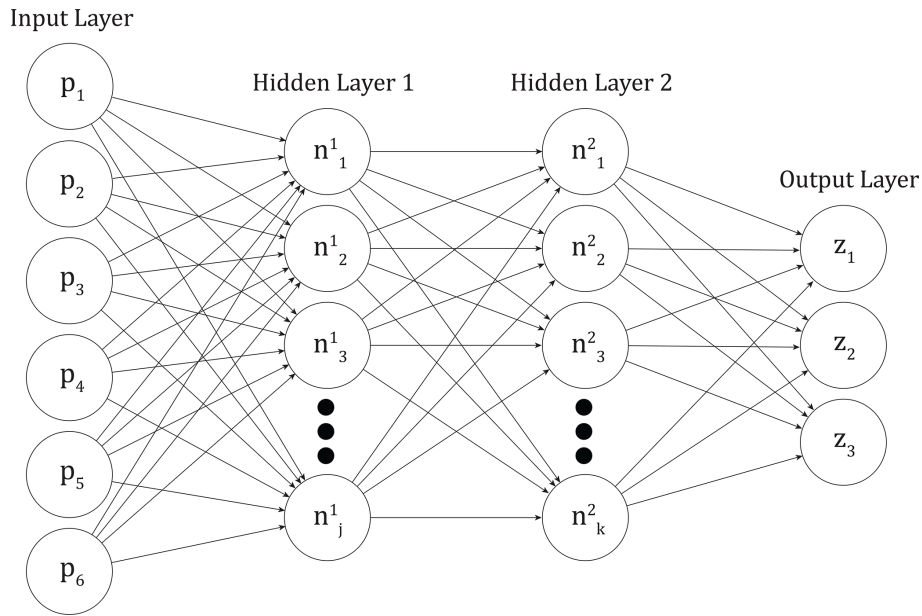 Input Layer
Hidden Layer 1
Hidden Layer 2
Output Layer
p₁
p₂
p₃
p₄
p₅
p₆
n¹₁
n¹₂
n¹₃
n¹ⱼ
n²₁
n²₂
n²₃
n²ₖ
z₁
z₂
z₃